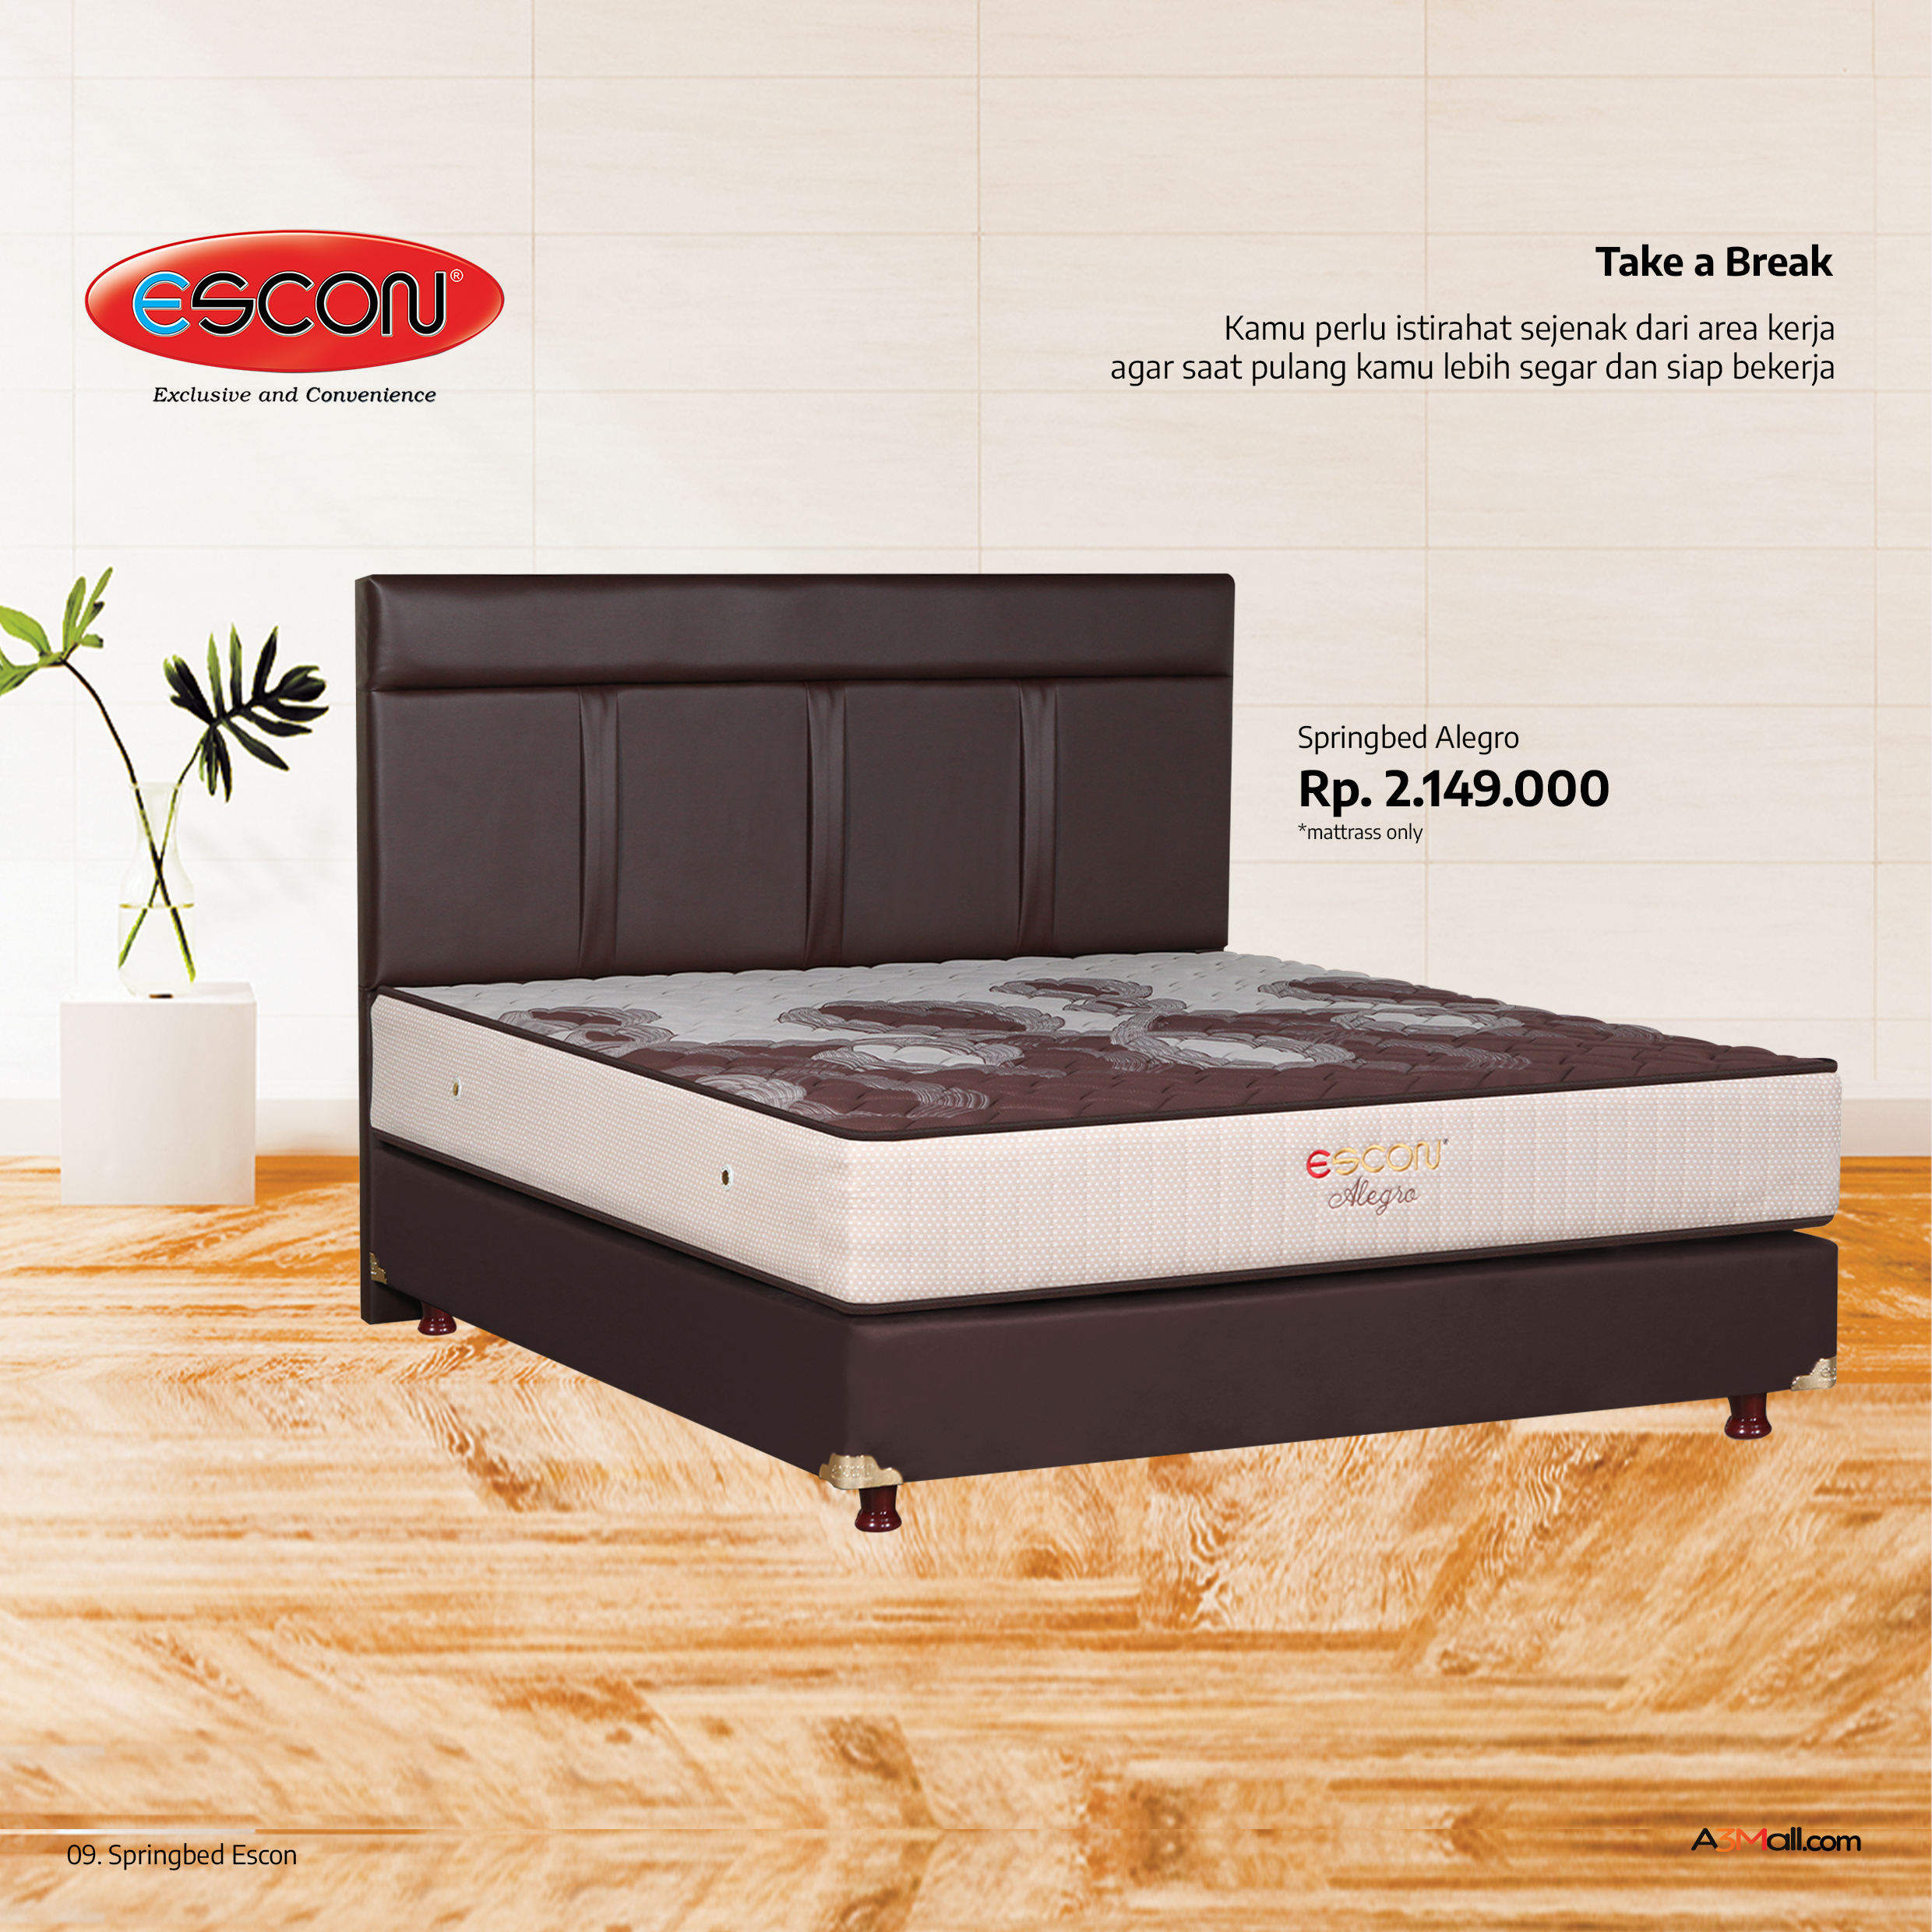 ESCON®
Exclusive and Convenience
Take a Break
Kamu perlu istirahat sejenak dari area kerja
agar saat pulang kamu lebih segar dan siap bekerja
Springbed Alegro
Rp. 2.149.000
*mattrass only
ESCON®
Alegro
09. Springbed Escon
A3Mall.com